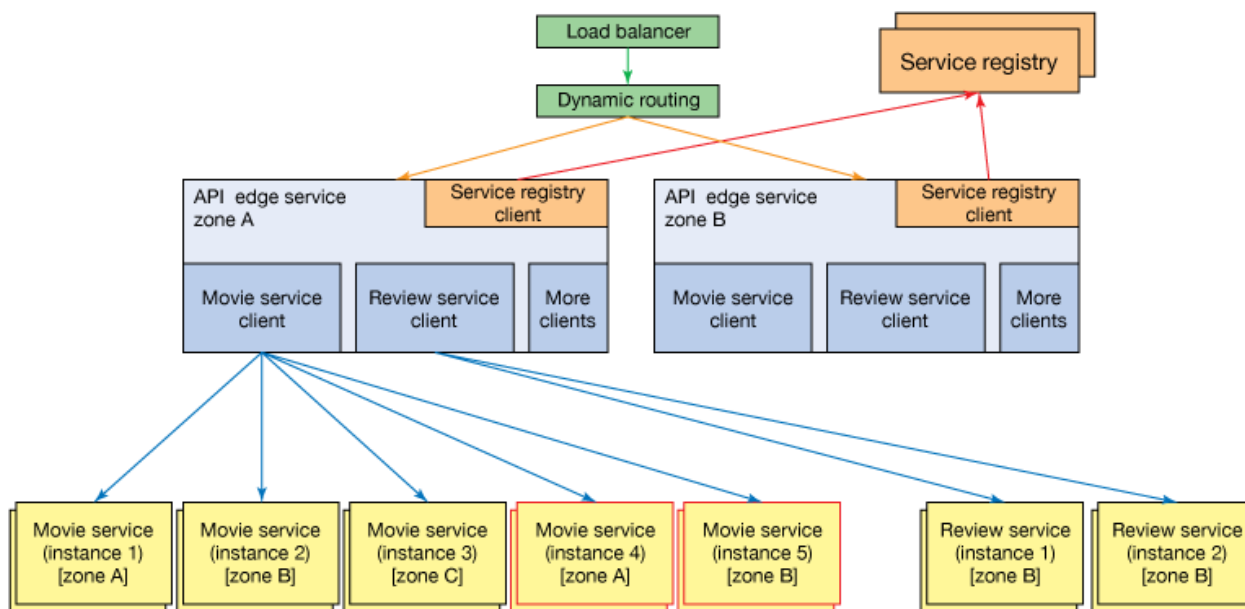 Load balancer
Service registry
Dynamic routing
API edge service
zone A
Service registry
client
API edge service
zone B
Service registry
client
Movie service
client
Review service
client
More
clients
Movie service
client
Review service
client
More
clients
Movie service
(instance 1)
[zone A]
Movie service
(instance 2)
[zone B]
Movie service
(instance 3)
[zone C]
Movie service
(instance 4)
[zone A]
Movie service
(instance 5)
[zone B]
Review service
(instance 1)
[zone B]
Review service
(instance 2)
[zone B]